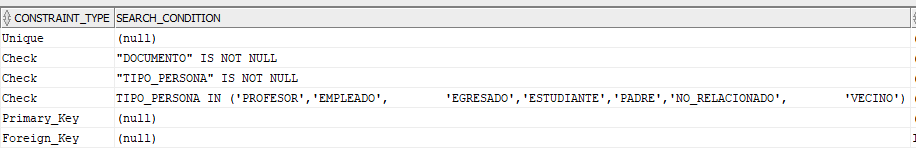 CONSTRAINT_TYPE SEARCH_CONDITION
Unique (null)
Check "DOCUMENTO" IS NOT NULL
Check "TIPO_PERSONA" IS NOT NULL
Check TIPO_PERSONA IN ('PROFESOR','EMPLEADO', 'EGRESADO','ESTUDIANTE','PADRE','NO_RELACIONADO', 'VECINO')
Primary_Key (null)
Foreign_Key (null)